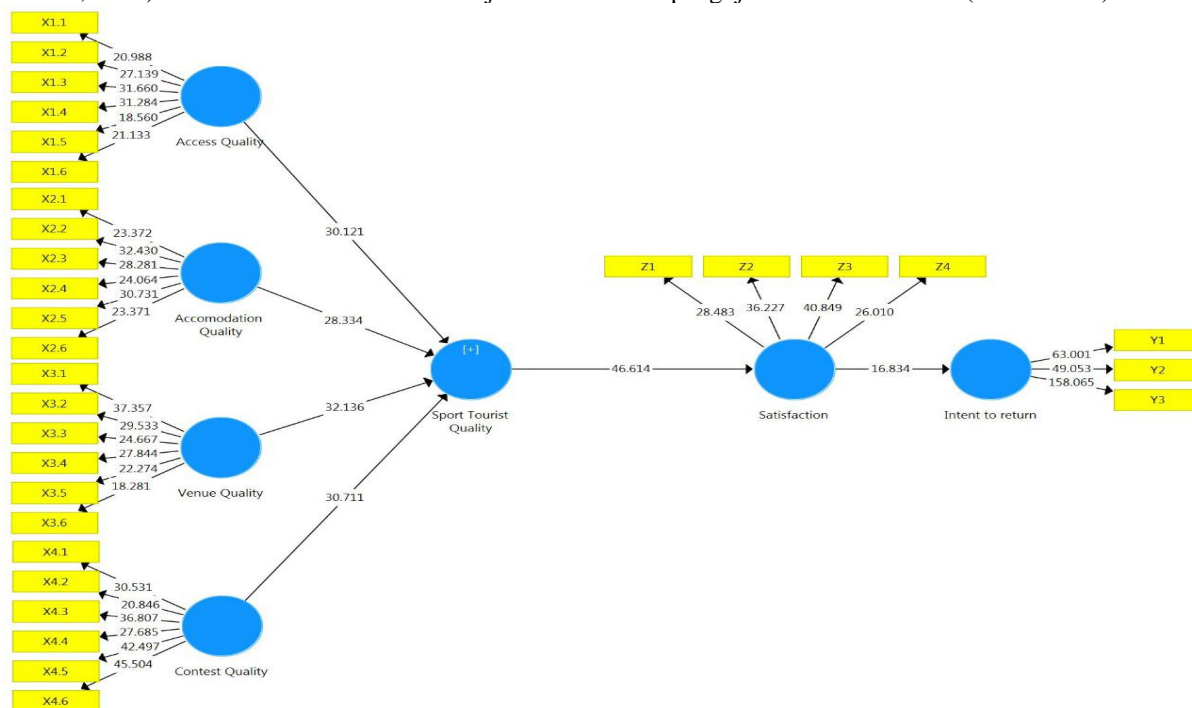 X1.1
X1.2
X1.3
X1.4
X1.5
X1.6
20.988
27.139
31.660
31.284
18.560
21.133
Access Quality
X2.1
X2.2
X2.3
X2.4
X2.5
X2.6
23.372
32.430
28.281
24.064
30.731
23.371
Accomodation
Quality
X3.1
X3.2
X3.3
X3.4
X3.5
X3.6
37.357
29.533
24.667
27.844
22.274
18.281
Venue Quality
X4.1
X4.2
X4.3
X4.4
X4.5
X4.6
30.531
20.846
36.807
27.685
42.497
45.504
Contest Quality
30.121
28.334
32.136
30.711
[+]
Sport Tourist
Quality
46.614
Z1
Z2
Z3
Z4
28.483
36.227
40.849
26.010
Satisfaction
16.834
Intent to return
63.001
49.053
158.065
Y1
Y2
Y3